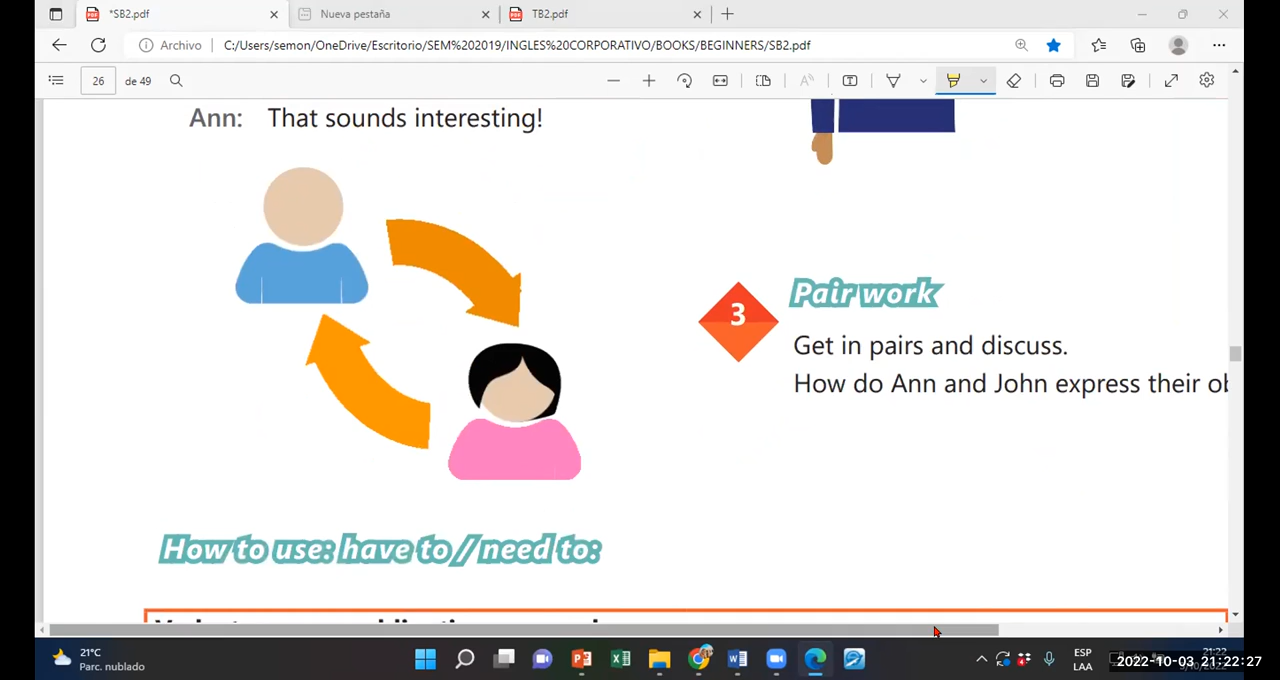 *SB2.pdf
Nueva pestaña
TB2.pdf
Archivo
C:/Users/semon/OneDrive/Escritorio/SEM%202019/INGLES%20CORPORATIVO/BOOKS/BEGINNERS/SB2.pdf
26 de 49
Ann: That sounds interesting!
3
Pair work
Get in pairs and discuss.
How do Ann and John express their ob
How to use: have to / need to:
21°C
Parc. nublado
ESP
LAA
21:22
2022-10-03 21:22:27